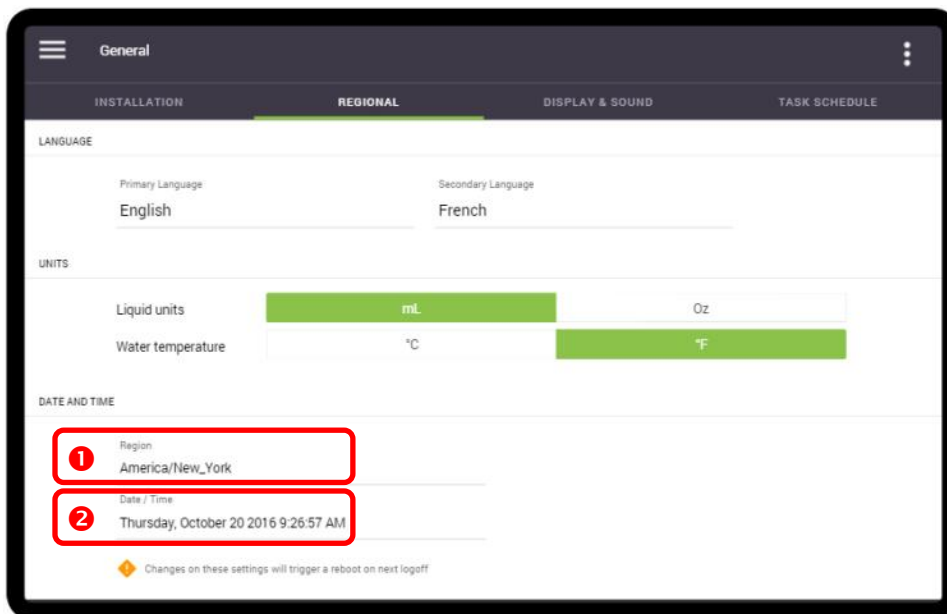 General
INSTALLATION REGIONAL DISPLAY & SOUND TASK SCHEDULE
LANGUAGE
Primary Language Secondary Language
English French
UNITS
Liquid units mL Oz
Water temperature °C °F
DATE AND TIME
1 Region
America/New_York
2 Date / Time
Thursday, October 20 2016 9:26:57 AM
Changes on these settings will trigger a reboot on next logoff